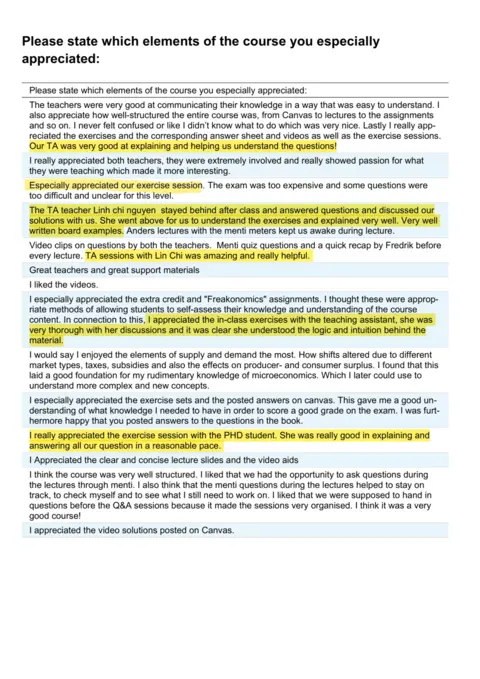 Please state which elements of the course you especially
appreciated:
Please state which elements of the course you especially appreciated:
The teachers were very good at communicating their knowledge in a way that was easy to understand. I
also appreciate how well-structured the entire course was, from Canvas to lectures to the assignments
and so on. I never felt confused or like I didn't know what to do which was very nice. Lastly I really app-
reciated the exercises and the corresponding answer sheet and videos as well as the exercise sessions.
Our TA was very good at explaining and helping us understand the questions!
I really appreciated both teachers, they were extremely involved and really showed passion for what
they were teaching which made it more interesting.
Especially appreciated our exercise session. The exam was too expensive and some questions were
too difficult and unclear for this level.
The TA teacher Linh chi nguyen stayed behind after class and answered questions and discussed our
solutions with us. She went above for us to understand the exercises and explained very well. Very well
written board examples. Anders lectures with the menti meters kept us awake during lecture.
Video clips on questions by both the teachers. Menti quiz questions and a quick recap by Fredrik before
every lecture. TA sessions with Lin Chi was amazing and really helpful.
Great teachers and great support materials
I liked the videos.
I especially appreciated the extra credit and "Freakonomics" assignments. I thought these were approp-
riate methods of allowing students to self-assess their knowledge and understanding of the course
content. In connection to this, I appreciated the in-class exercises with the teaching assistant, she was
very thorough with her discussions and it was clear she understood the logic and intuition behind the
material.
I would say I enjoyed the elements of supply and demand the most. How shifts altered due to different
market types, taxes, subsidies and also the effects on producer- and consumer surplus. I found that this
laid a good foundation for my rudimentary knowledge of microeconomics. Which I later could use to
understand more complex and new concepts.
I especially appreciated the exercise sets and the posted answers on canvas. This gave me a good un-
derstanding of what knowledge I needed to have in order to score a good grade on the exam. I was furt-
hermore happy that you posted answers to the questions in the book.
I really appreciated the exercise session with the PHD student. She was really good in explaining and
answering all our question in a reasonable pace.
I Appreciated the clear and concise lecture slides and the video aids
I think the course was very well structured. I liked that we had the opportunity to ask questions during
the lectures through menti. I also think that the menti questions during the lectures helped to stay on
track, to check myself and to see what I still need to work on. I liked that we were supposed to hand in
questions before the Q&A sessions because it made the sessions very organised. I think it was a very
good course!
I appreciated the video solutions posted on Canvas.